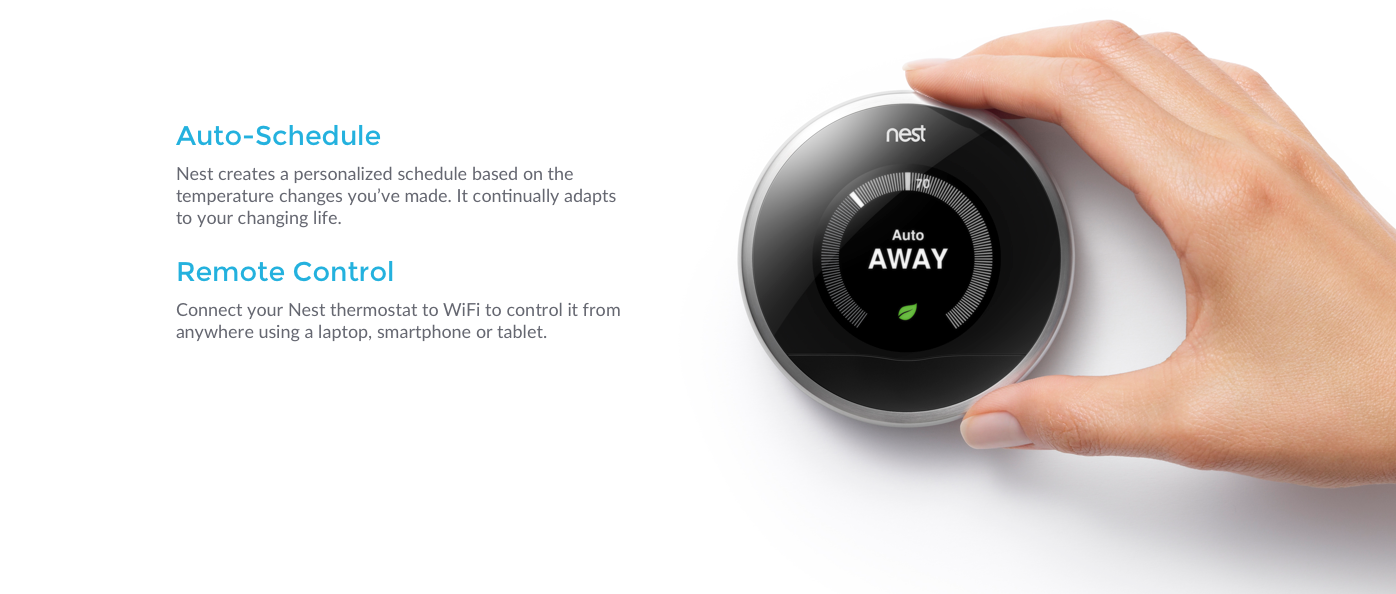 Auto-Schedule
Nest creates a personalized schedule based on the
temperature changes you’ve made. It continually adapts
to your changing life.
Remote Control
Connect your Nest thermostat to WiFi to control it from
anywhere using a laptop, smartphone or tablet.
nest
70
Auto
AWAY